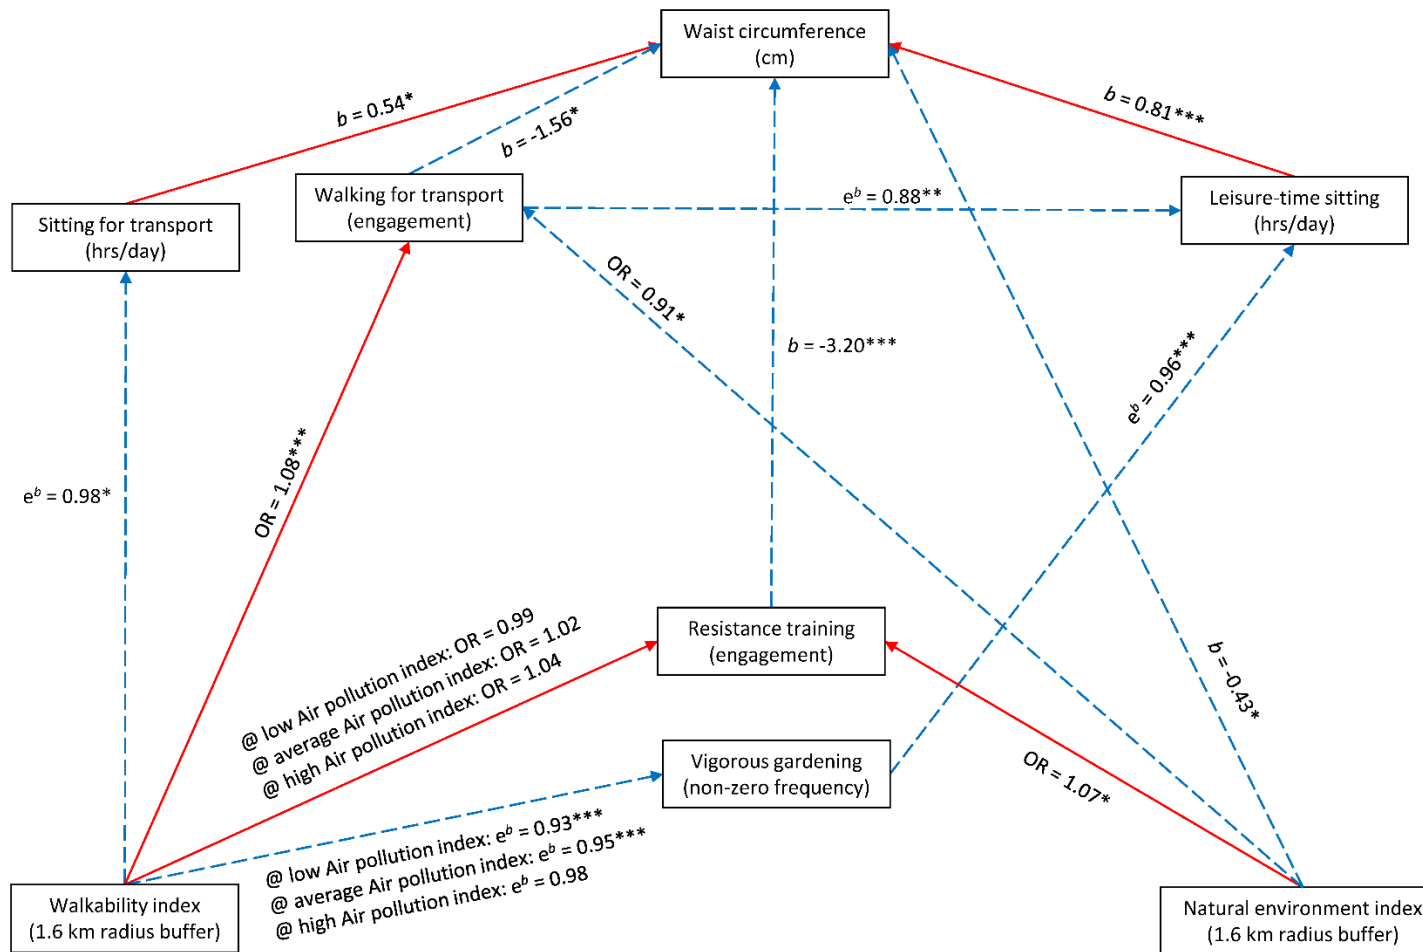 Waist circumference
(cm)
b = 0.54*
b = -1.56*
b = 0.81***
Sitting for transport
(hrs/day)
Walking for transport
(engagement)
e^b = 0.88**
Leisure-time sitting
(hrs/day)
OR = 0.91*
b = -3.20***
e^b = 0.96***
e^b = 0.98*
OR = 1.08***
@ low Air pollution index: OR = 0.99
@ average Air pollution index: OR = 1.02
@ high Air pollution index: OR = 1.04
Resistance training
(engagement)
b = -0.43*
Vigorous gardening
(non-zero frequency)
OR = 1.07*
@ low Air pollution index: e^b = 0.93***
@ average Air pollution index: e^b = 0.95***
@ high Air pollution index: e^b = 0.98
Walkability index
(1.6 km radius buffer)
Natural environment index
(1.6 km radius buffer)